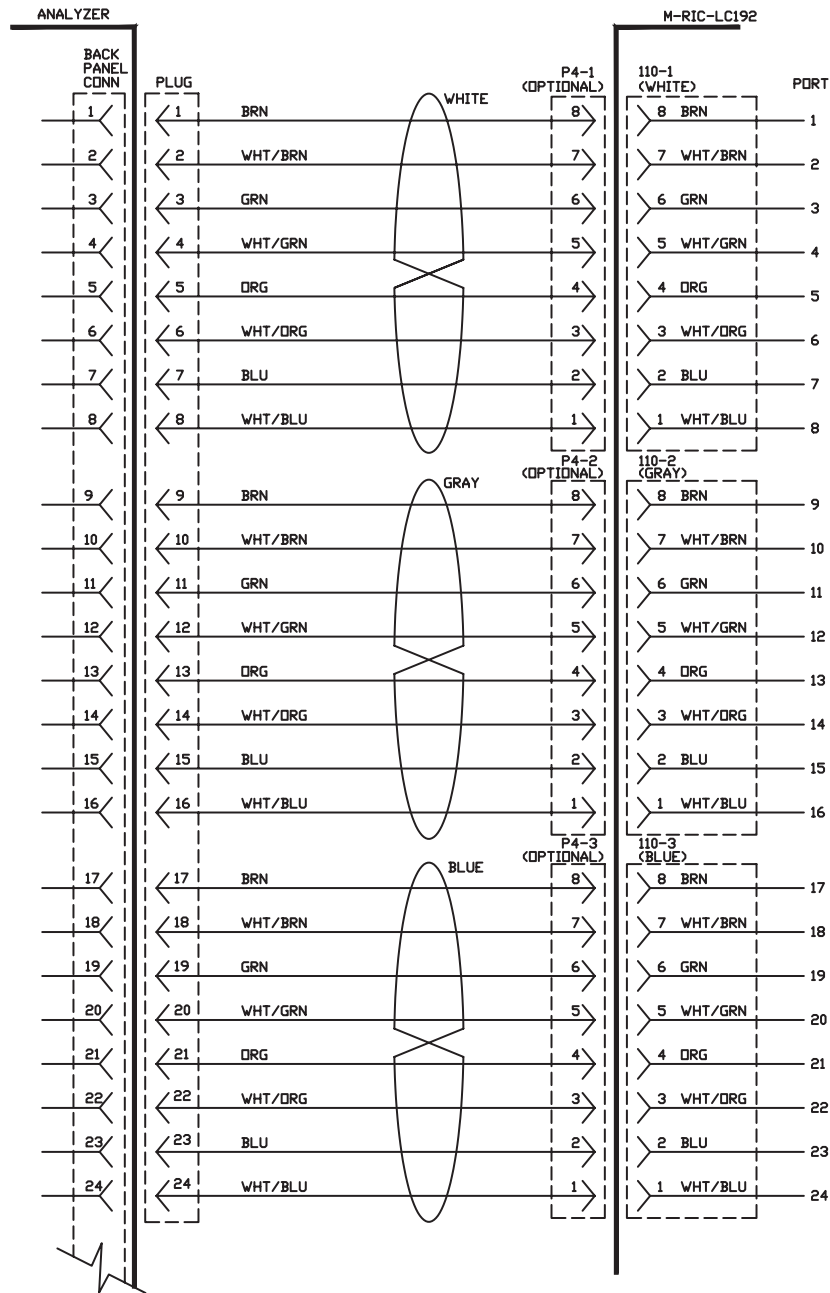 ANALYZER M-RIC-LC192
BACK
PANEL
CONN PLUG P4-1 110-1
(OPTIONAL) (WHITE) PORT
WHITE
1 1 BRN 8 8 BRN 1
2 2 WHT/BRN 7 7 WHT/BRN 2
3 3 GRN 6 6 GRN 3
4 4 WHT/GRN 5 5 WHT/GRN 4
5 5 ORG 4 4 ORG 5
6 6 WHT/ORG 3 3 WHT/ORG 6
7 7 BLU 2 2 BLU 7
8 8 WHT/BLU 1 1 WHT/BLU 8
P4-2 110-2
(OPTIONAL) (GRAY)
GRAY
9 9 BRN 8 8 BRN 9
10 10 WHT/BRN 7 7 WHT/BRN 10
11 11 GRN 6 6 GRN 11
12 12 WHT/GRN 5 5 WHT/GRN 12
13 13 ORG 4 4 ORG 13
14 14 WHT/ORG 3 3 WHT/ORG 14
15 15 BLU 2 2 BLU 15
16 16 WHT/BLU 1 1 WHT/BLU 16
P4-3 110-3
(OPTIONAL) (BLUE)
BLUE
17 17 BRN 8 8 BRN 17
18 18 WHT/BRN 7 7 WHT/BRN 18
19 19 GRN 6 6 GRN 19
20 20 WHT/GRN 5 5 WHT/GRN 20
21 21 ORG 4 4 ORG 21
22 22 WHT/ORG 3 3 WHT/ORG 22
23 23 BLU 2 2 BLU 23
24 24 WHT/BLU 1 1 WHT/BLU 24